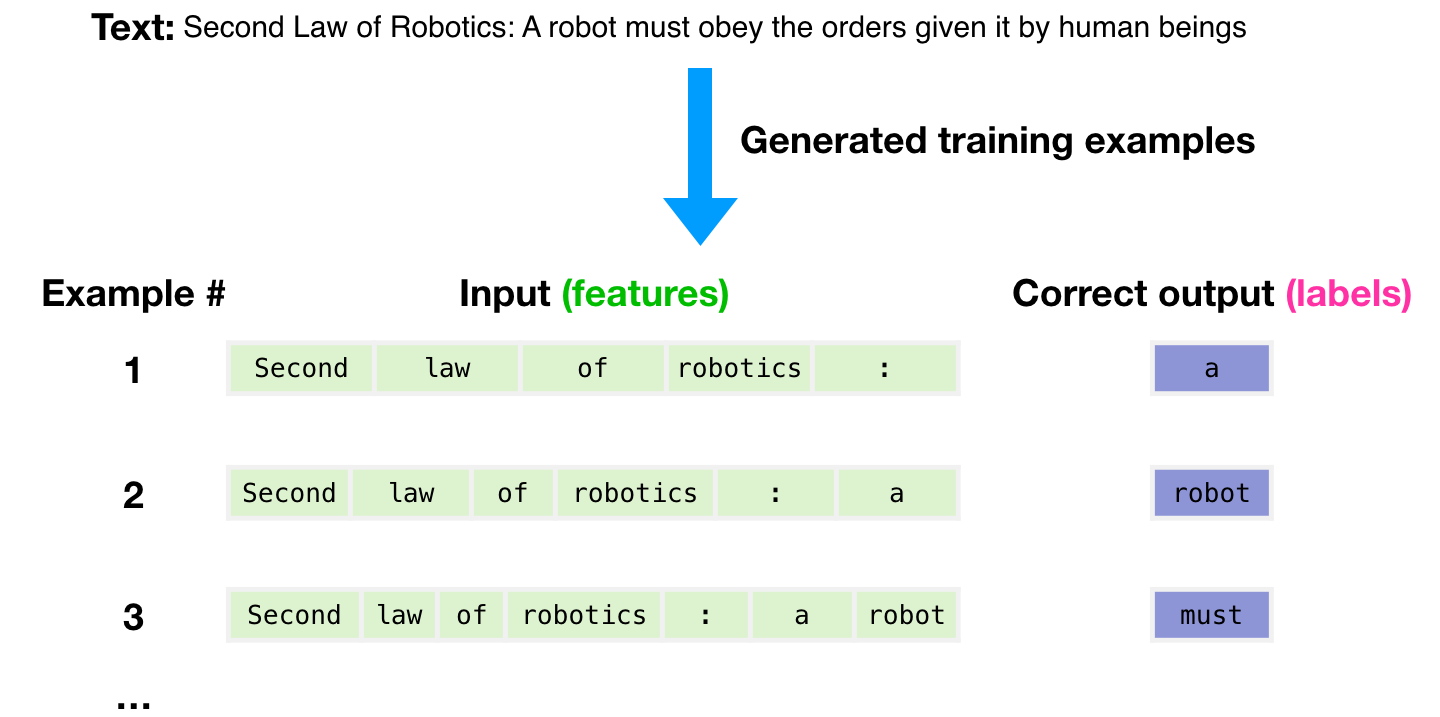 Text: Second Law of Robotics: A robot must obey the orders given it by human beings
Generated training examples
Example # Input (features) Correct output (labels)
1 Second law of robotics : a
2 Second law of robotics : a robot
3 Second law of robotics : a robot must
...